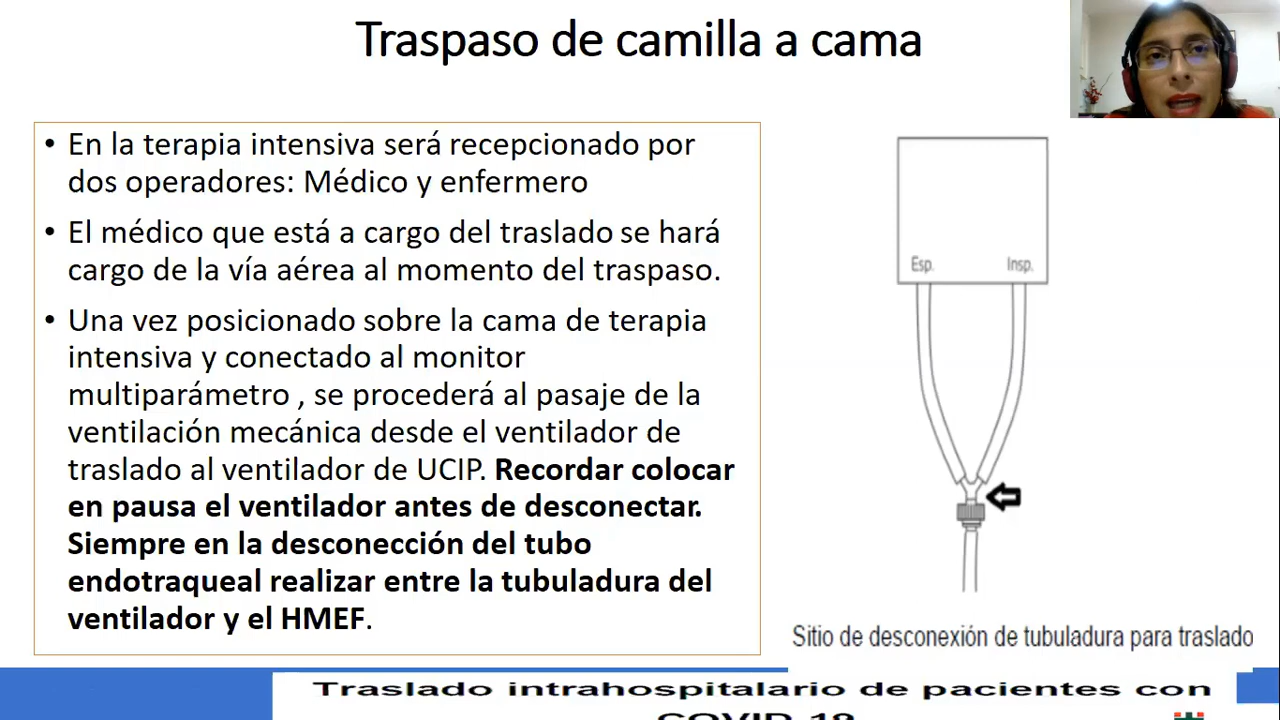 Traspaso de camilla a cama
• En la terapia intensiva será recepcionado por
dos operadores: Médico y enfermero
• El médico que está a cargo del traslado se hará
cargo de la vía aérea al momento del traspaso.
• Una vez posicionado sobre la cama de terapia
intensiva y conectado al monitor
multiparámetro , se procederá al pasaje de la
ventilación mecánica desde el ventilador de
traslado al ventilador de UCIP. Recordar colocar
en pausa el ventilador antes de desconectar.
Siempre en la desconección del tubo
endotraqueal realizar entre la tubuladura del
ventilador y el HMEF.
Esp.
Insp.
Sitio de desconexión de tubuladura para traslado
Traslado intrahospitalario de pacientes con
COVID 19